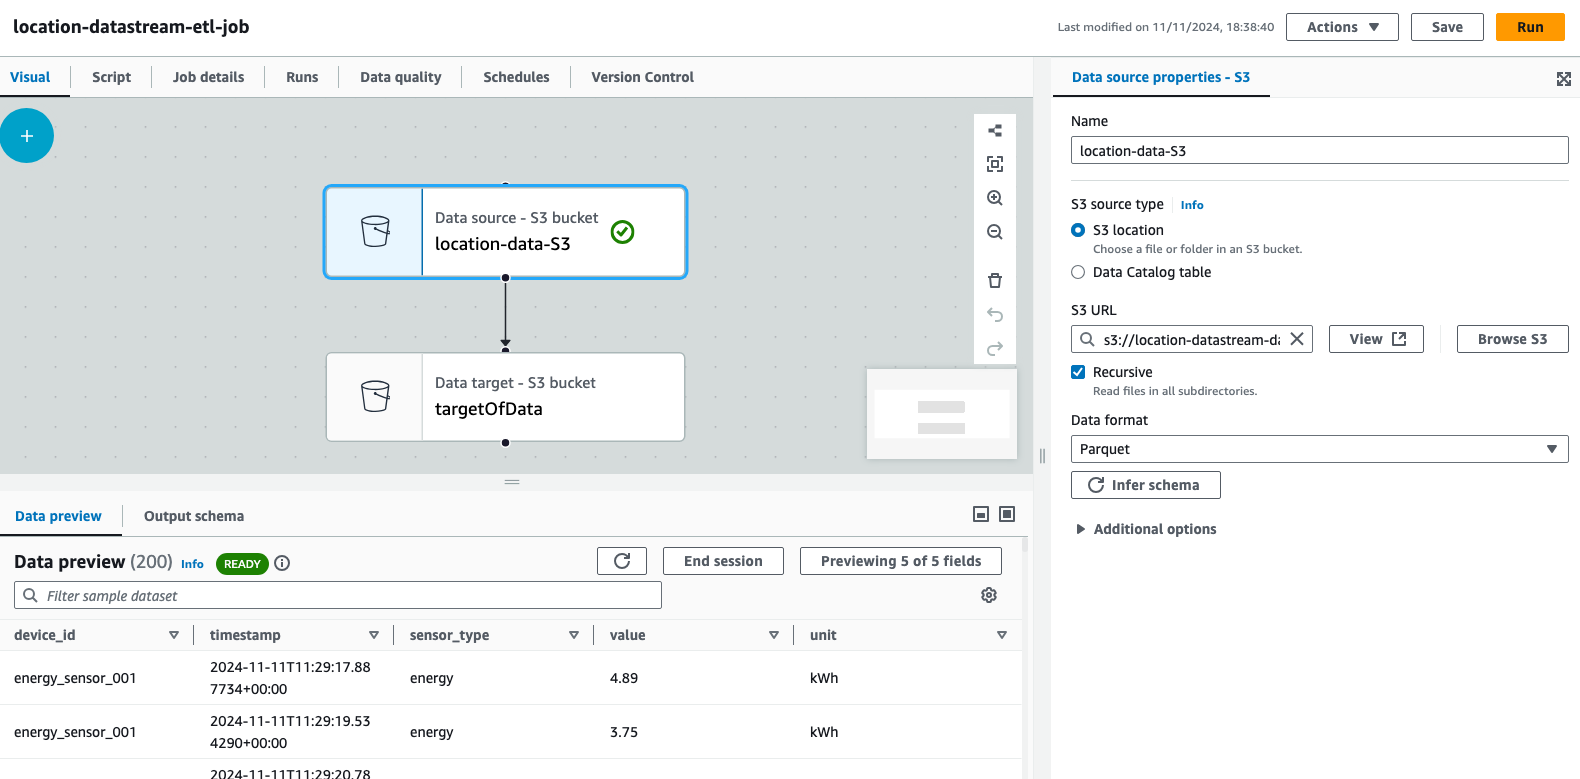 location-datastream-etl-job
Last modified on 11/11/2024, 18:38:40
Actions
Save
Run
Visual
Script
Job details
Runs
Data quality
Schedules
Version Control
Data source - S3 bucket
location-data-S3
Data target - S3 bucket
targetOfData
Data preview
Output schema
Data preview (200) Info READY
End session
Previewing 5 of 5 fields
Filter sample dataset
device_id timestamp sensor_type value unit
energy_sensor_001 2024-11-11T11:29:17.88 energy 4.89 kWh
7734+00:00
energy_sensor_001 2024-11-11T11:29:19.53 energy 3.75 kWh
4290+00:00
2024-11-11T11:29:20.78
Data source properties - S3
Name
location-data-S3
S3 source type Info
S3 location
Choose a file or folder in an S3 bucket.
Data Catalog table
S3 URL
s3://location-datastream-da
View
Browse S3
Recursive
Read files in all subdirectories.
Data format
Parquet
Infer schema
Additional options